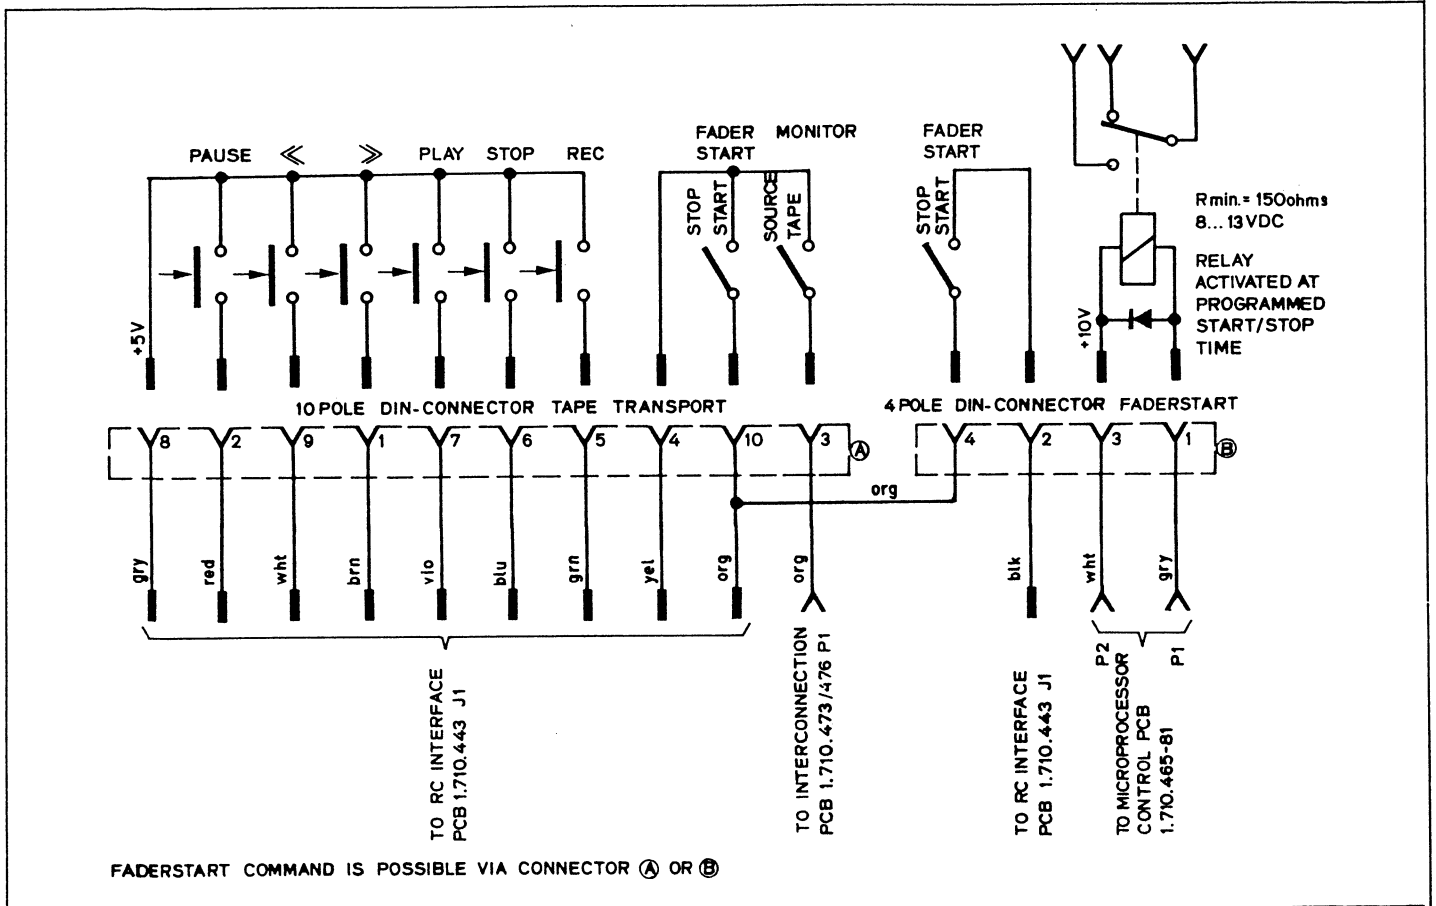 PAUSE ≪ ≫ PLAY STOP REC
FADER START
MONITOR
FADER START
STOP
START
SOURCE
TAPE
STOP
START
Rmin.= 150ohms
8...13VDC
RELAY
ACTIVATED AT
PROGRAMMED
START/STOP
TIME
+5V
+10V
10 POLE DIN-CONNECTOR TAPE TRANSPORT
4 POLE DIN-CONNECTOR FADERSTART
8 2 9 1 7 6 5 4 10 3 A
4 2 3 1 B
org
gry red wht brn vio blu grn yel org org
blk wht gry
P2 P1
TO RC INTERFACE
PCB 1.710.443 J1
TO INTERCONNECTION
PCB 1.710.473/476 P1
TO RC INTERFACE
PCB 1.710.443 J1
TO MICROPROCESSOR
CONTROL PCB
1.710.465-81
FADERSTART COMMAND IS POSSIBLE VIA CONNECTOR Ⓐ OR Ⓑ